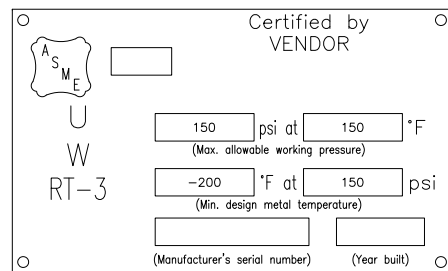 Certified by
VENDOR
ASME
U
W
RT-3
150 psi at 150 °F
(Max. allowable working pressure)
-200 °F at 150 psi
(Min. design metal temperature)
(Manufacturer's serial number) (Year built)